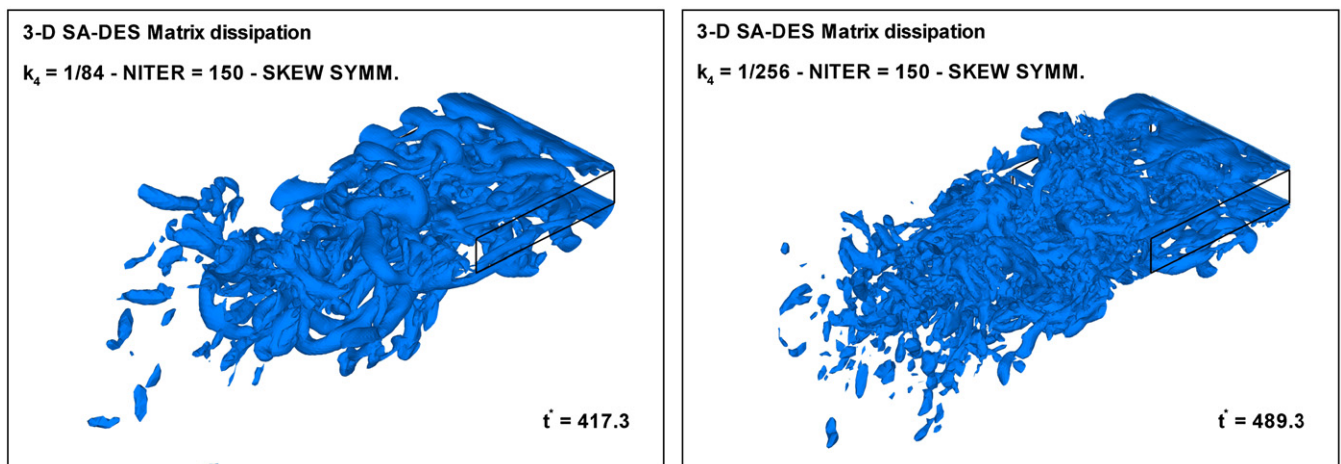 3-D SA-DES Matrix dissipation
k₄ = 1/84 - NITER = 150 - SKEW SYMM.
t* = 417.3
3-D SA-DES Matrix dissipation
k₄ = 1/256 - NITER = 150 - SKEW SYMM.
t* = 489.3